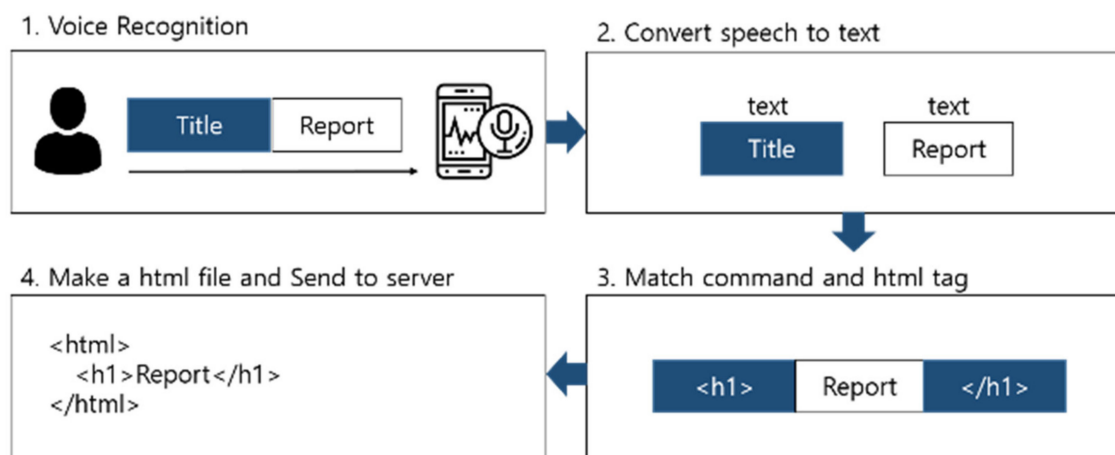 1. Voice Recognition
Title
Report
2. Convert speech to text
text
text
Title
Report
3. Match command and html tag
<h1>
Report
</h1>
4. Make a html file and Send to server
<html>
<h1>Report</h1>
</html>